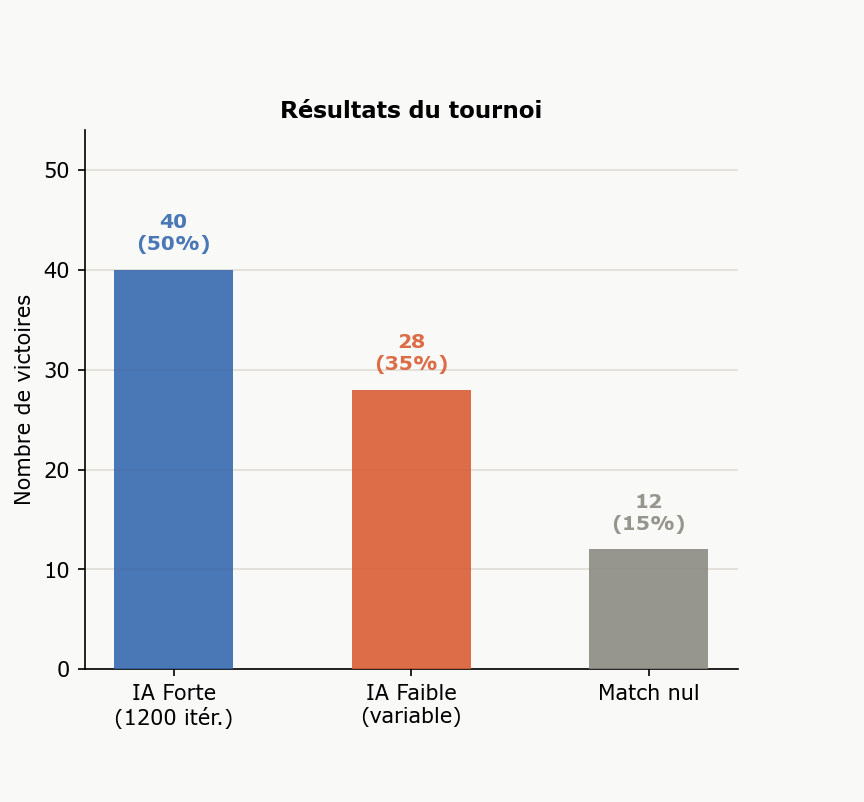 Résultats du tournoi
Nombre de victoires
50
40
30
20
10
0
40
(50%)
28
(35%)
12
(15%)
IA Forte
(1200 itér.)
IA Faible
(variable)
Match nul